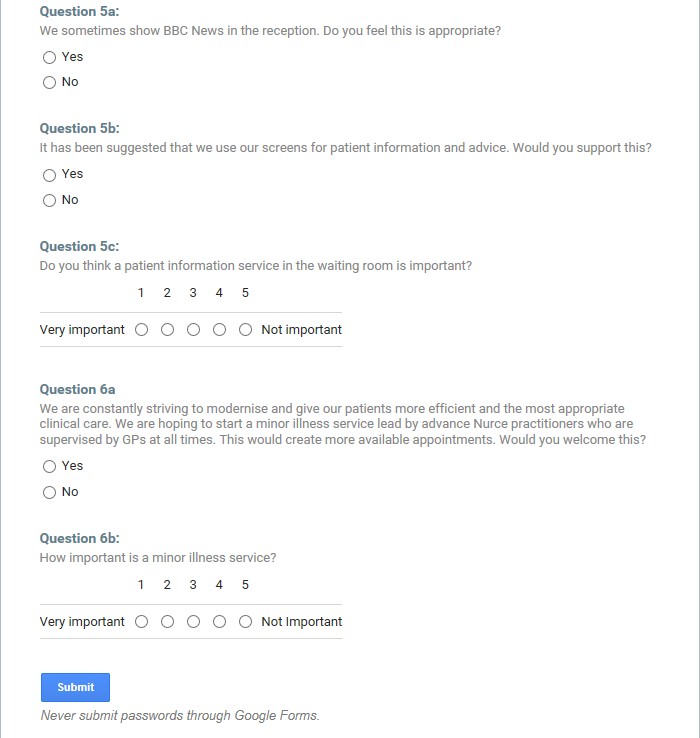 Question 5a:
We sometimes show BBC News in the reception. Do you feel this is appropriate?
Yes
No
Question 5b:
It has been suggested that we use our screens for patient information and advice. Would you support this?
Yes
No
Question 5c:
Do you think a patient information service in the waiting room is important?
1 2 3 4 5
Very important Not important
Question 6a
We are constantly striving to modernise and give our patients more efficient and the most appropriate
clinical care. We are hoping to start a minor illness service lead by advance Nurce practitioners who are
supervised by GPs at all times. This would create more available appointments. Would you welcome this?
Yes
No
Question 6b:
How important is a minor illness service?
1 2 3 4 5
Very important Not Important
Submit
Never submit passwords through Google Forms.